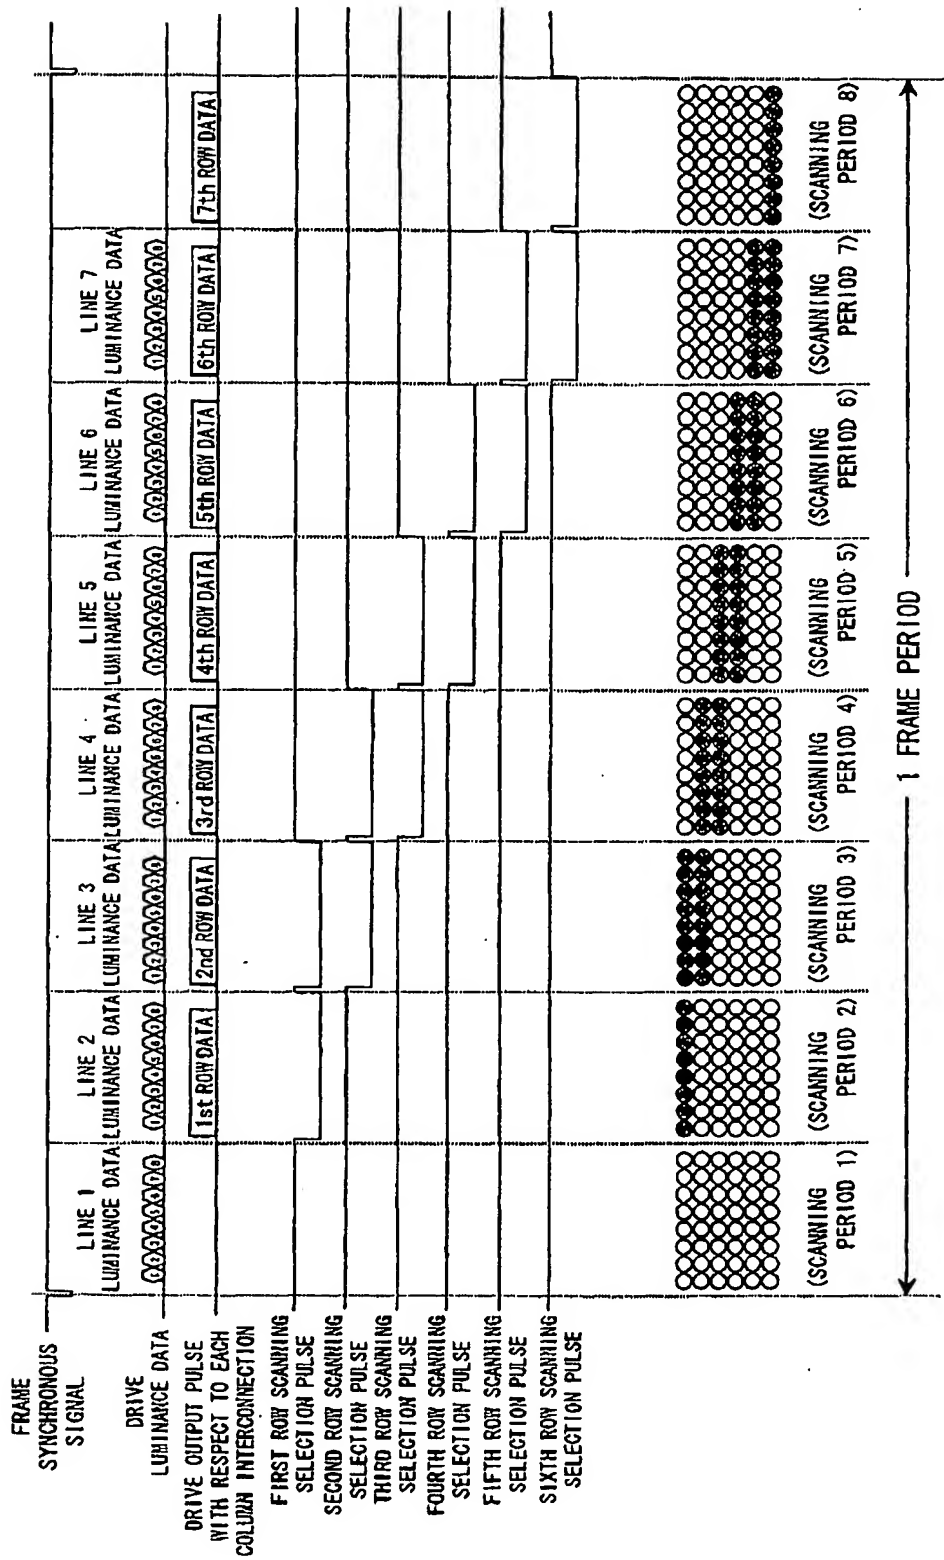 FRAME
SYNCHRONOUS
SIGNAL
LINE 1
LUMINANCE DATA
LINE 2
LUMINANCE DATA
LINE 3
LUMINANCE DATA
LINE 4
LUMINANCE DATA
LINE 5
LUMINANCE DATA
LINE 6
LUMINANCE DATA
LINE 7
LUMINANCE DATA
DRIVE
LUMINANCE DATA
DRIVE OUTPUT PULSE
WITH RESPECT TO EACH
COLUMN INTERCONNECTION
1st ROW DATA
2nd ROW DATA
3rd ROW DATA
4th ROW DATA
5th ROW DATA
6th ROW DATA
7th ROW DATA
FIRST ROW SCANNING
SELECTION PULSE
SECOND ROW SCANNING
SELECTION PULSE
THIRD ROW SCANNING
SELECTION PULSE
FOURTH ROW SCANNING
SELECTION PULSE
FIFTH ROW SCANNING
SELECTION PULSE
SIXTH ROW SCANNING
SELECTION PULSE
(SCANNING
PERIOD 1)
(SCANNING
PERIOD 2)
(SCANNING
PERIOD 3)
(SCANNING
PERIOD 4)
(SCANNING
PERIOD 5)
(SCANNING
PERIOD 6)
(SCANNING
PERIOD 7)
(SCANNING
PERIOD 8)
1 FRAME PERIOD